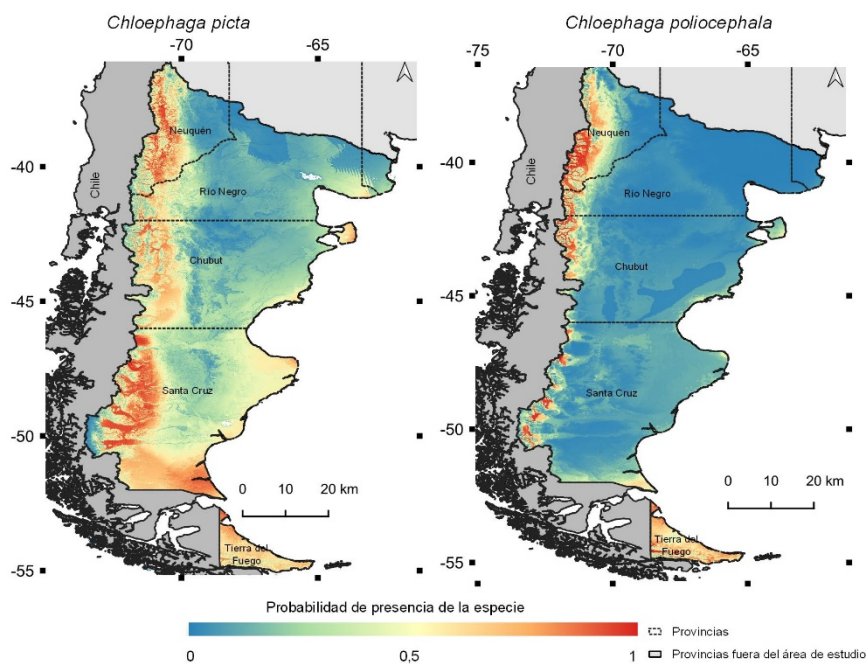 Chloephaga picta
-70
-65
-40
-45
-50
-55
Chile
Neuquén
Río Negro
Chubut
Santa Cruz
Tierra del
Fuego
0 10 20 km
Chloephaga poliocephala
-75
-70
-65
-40
-45
-50
-55
Chile
Neuquén
Río Negro
Chubut
Santa Cruz
Tierra del
Fuego
0 10 20 km
Probabilidad de presencia de la especie
0 0,5 1
Provincias
Provincias fuera del área de estudio